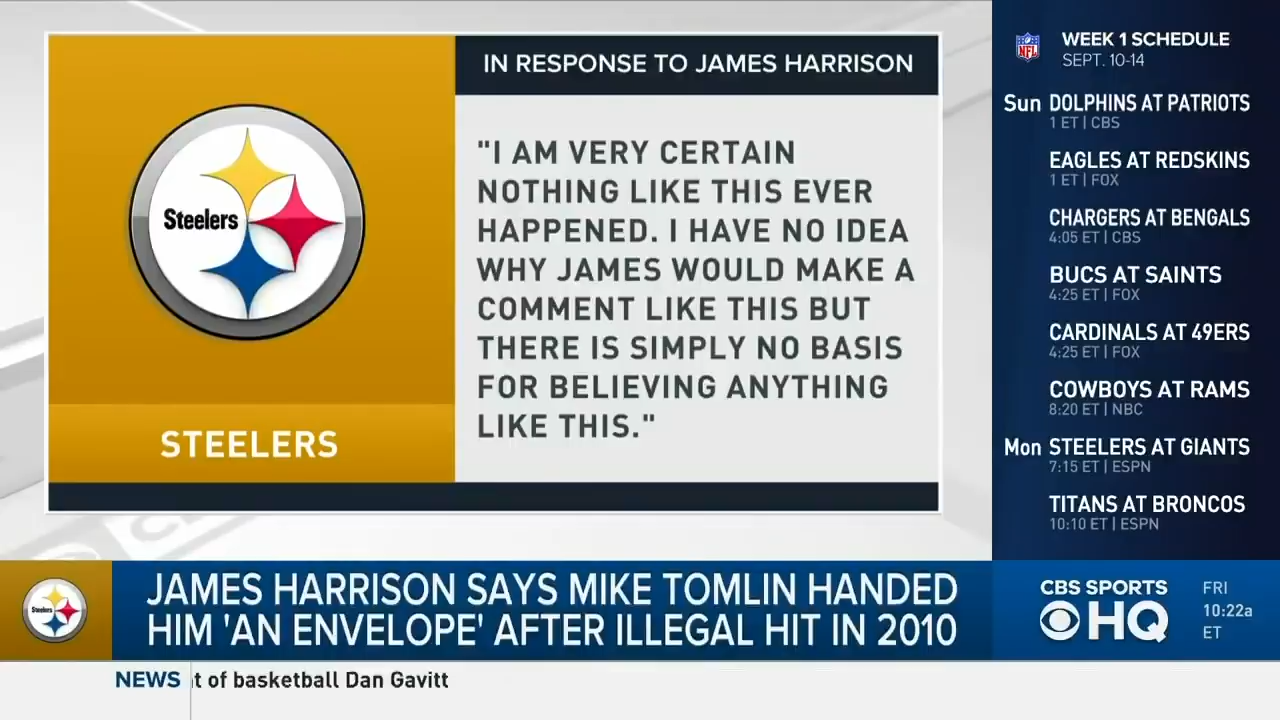 IN RESPONSE TO JAMES HARRISON
Steelers
"I AM VERY CERTAIN
NOTHING LIKE THIS EVER
HAPPENED. I HAVE NO IDEA
WHY JAMES WOULD MAKE A
COMMENT LIKE THIS BUT
THERE IS SIMPLY NO BASIS
FOR BELIEVING ANYTHING
LIKE THIS."
STEELERS
NFL
WEEK 1 SCHEDULE
SEPT. 10-14
Sun DOLPHINS AT PATRIOTS
1 ET | CBS
EAGLES AT REDSKINS
1 ET | FOX
CHARGERS AT BENGALS
4:05 ET | CBS
BUCS AT SAINTS
4:25 ET | FOX
CARDINALS AT 49ERS
4:25 ET | FOX
COWBOYS AT RAMS
8:20 ET | NBC
Mon STEELERS AT GIANTS
7:15 ET | ESPN
TITANS AT BRONCOS
10:10 ET | ESPN
Steelers
JAMES HARRISON SAYS MIKE TOMLIN HANDED
HIM 'AN ENVELOPE' AFTER ILLEGAL HIT IN 2010
CBS SPORTS
HQ
FRI
10:22a
ET
NEWS t of basketball Dan Gavitt